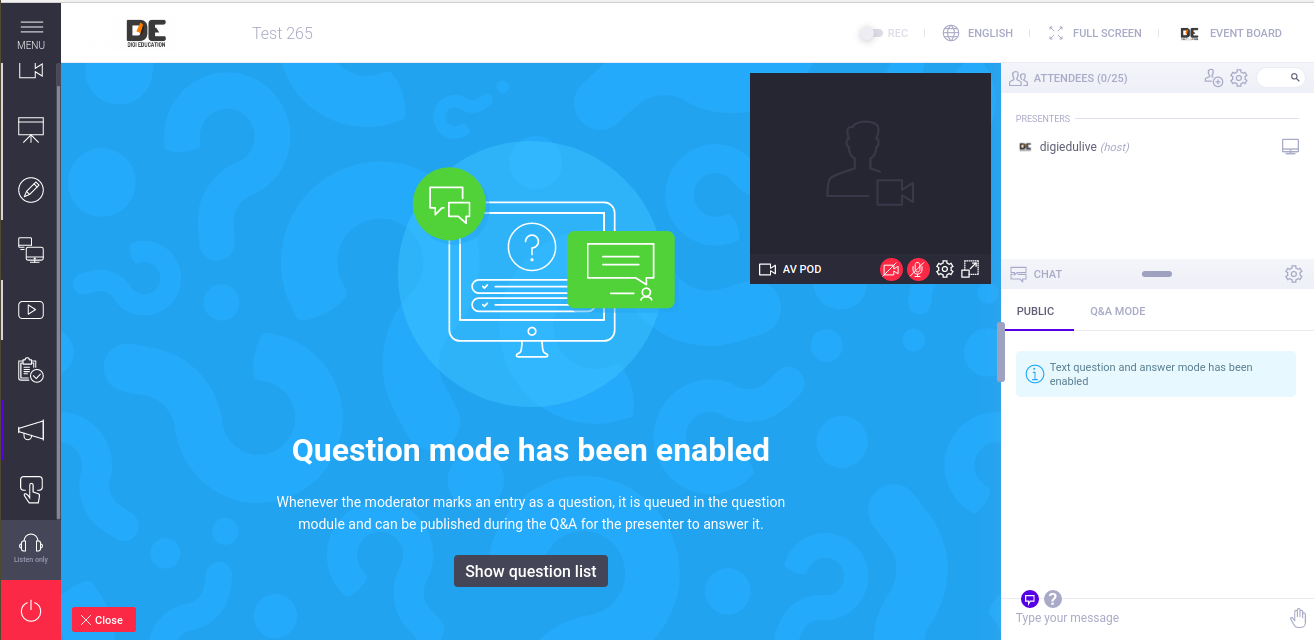 MENU
DE
DIGI EDUCATION
Test 265
REC
ENGLISH
FULL SCREEN
DE
EVENT BOARD
ATTENDEES (0/25)
PRESENTERS
DE
digiedulive (host)
AV POD
CHAT
PUBLIC
Q&A MODE
Text question and answer mode has been
enabled
?
Question mode has been enabled
Whenever the moderator marks an entry as a question, it is queued in the question
module and can be published during the Q&A for the presenter to answer it.
Show question list
Listen only
Close
?
Type your message